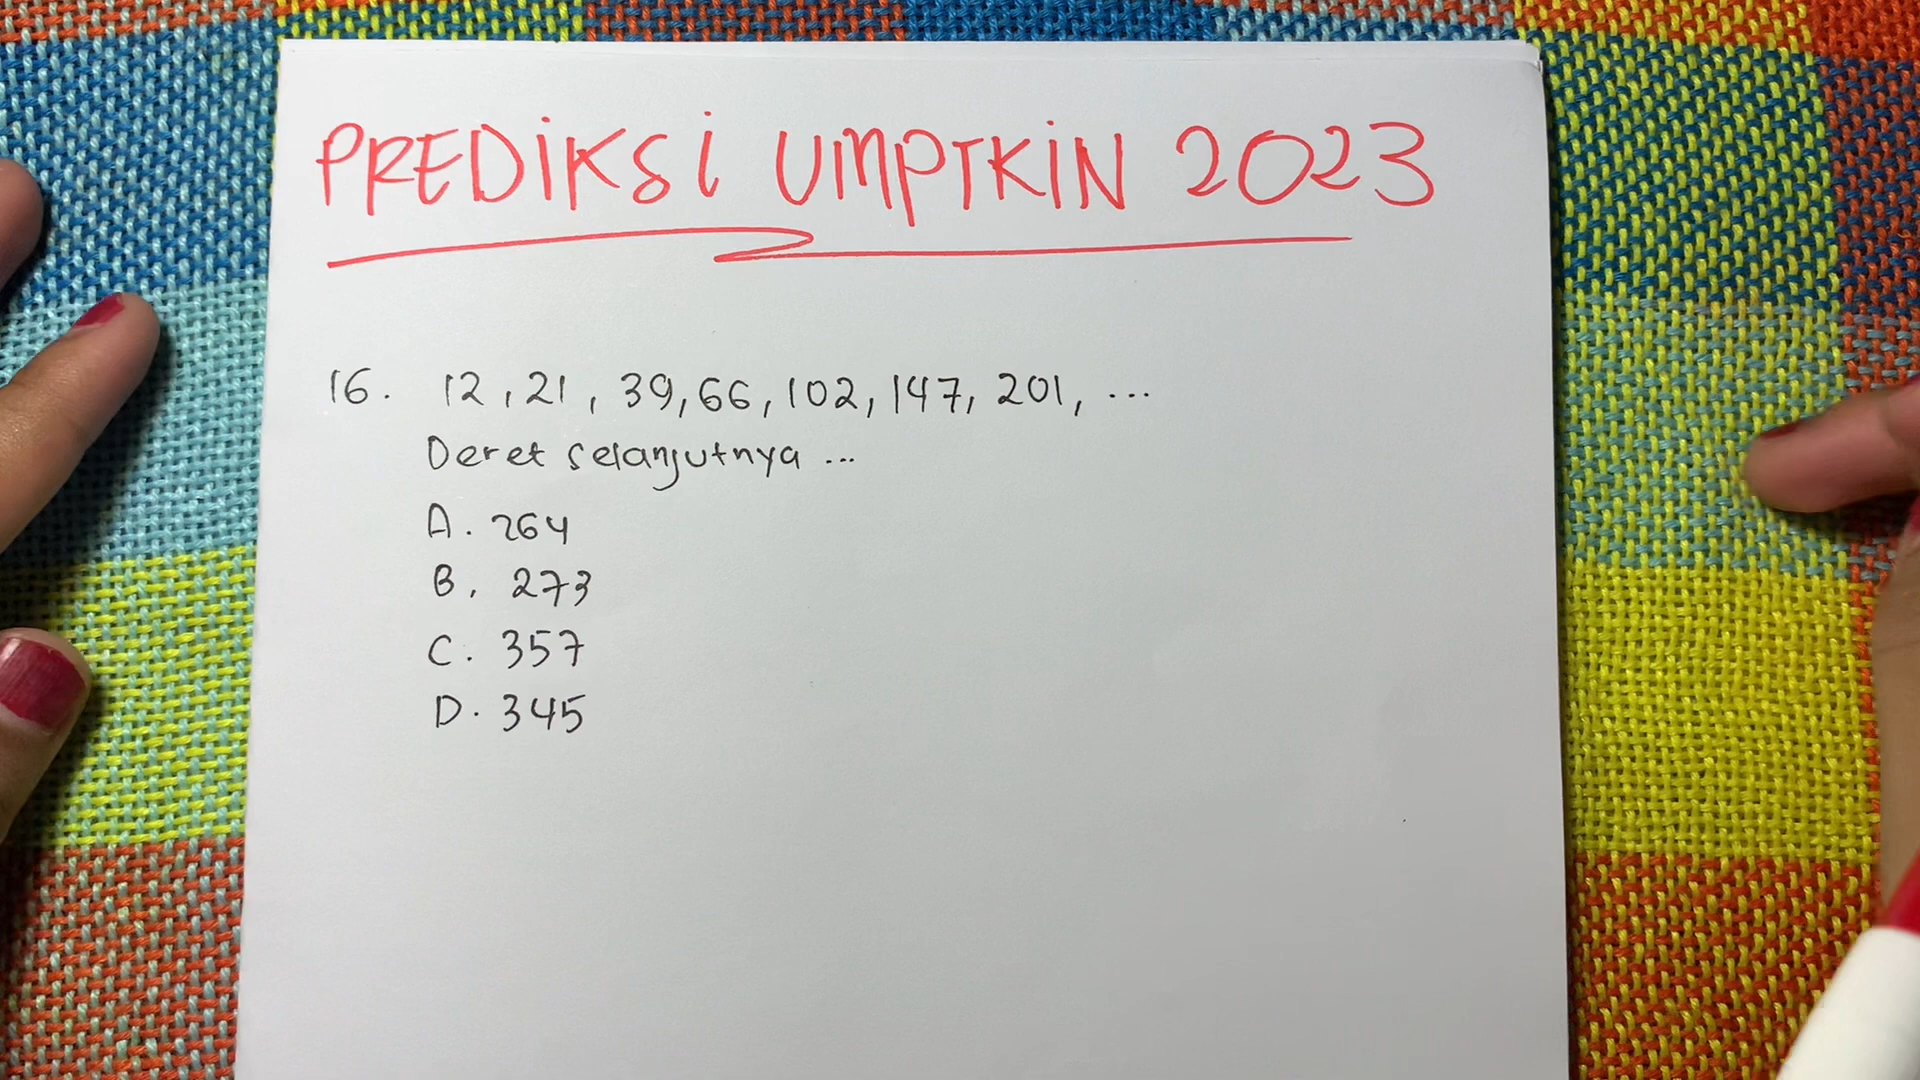 PREDIKSI UMPTKIN 2023
16. 12, 21, 39, 66, 102, 147, 201, ...
Deret selanjutnya ...
A. 264
B. 273
C. 357
D. 345